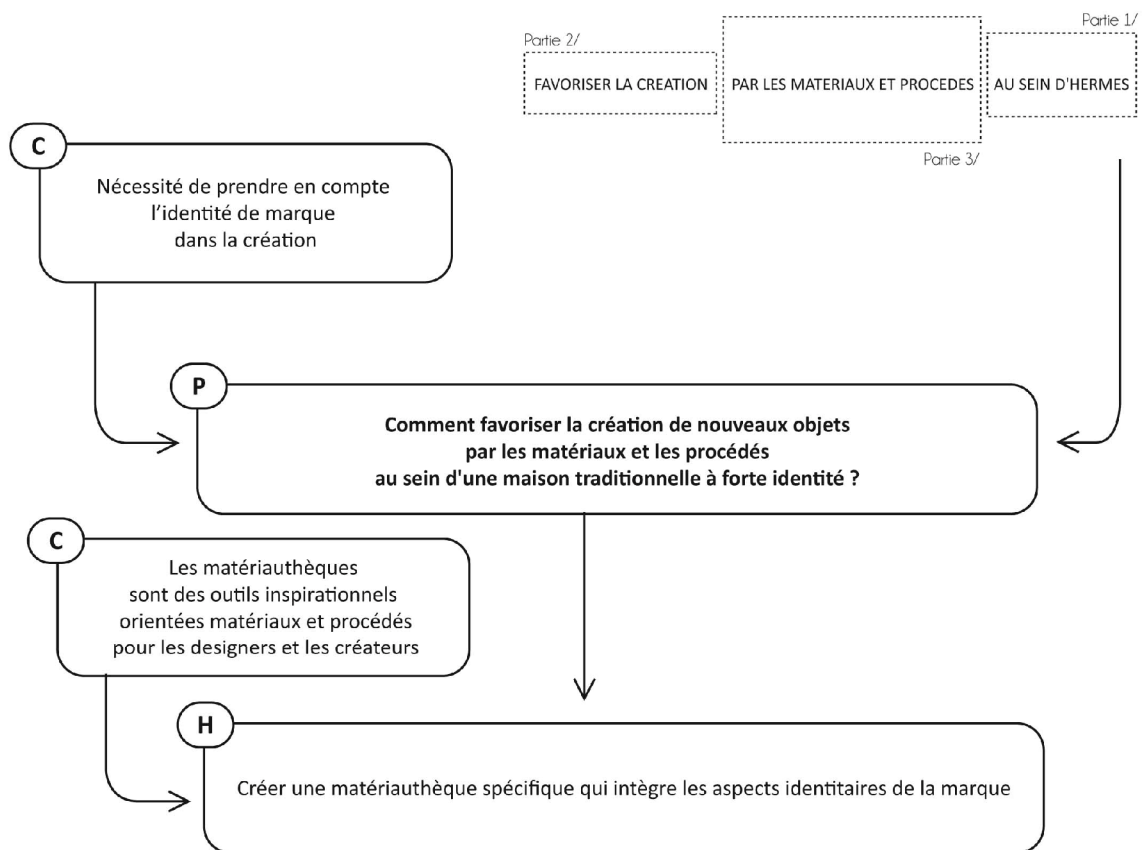 Partie 1/
Partie 2/
FAVORISER LA CREATION
PAR LES MATERIAUX ET PROCEDES
AU SEIN D'HERMES
Partie 3/
C
Nécessité de prendre en compte
l'identité de marque
dans la création
P
Comment favoriser la création de nouveaux objets
par les matériaux et les procédés
au sein d'une maison traditionnelle à forte identité ?
C
Les matériauthèques
sont des outils inspirationnels
orientées matériaux et procédés
pour les designers et les créateurs
H
Créer une matériauthèque spécifique qui intègre les aspects identitaires de la marque